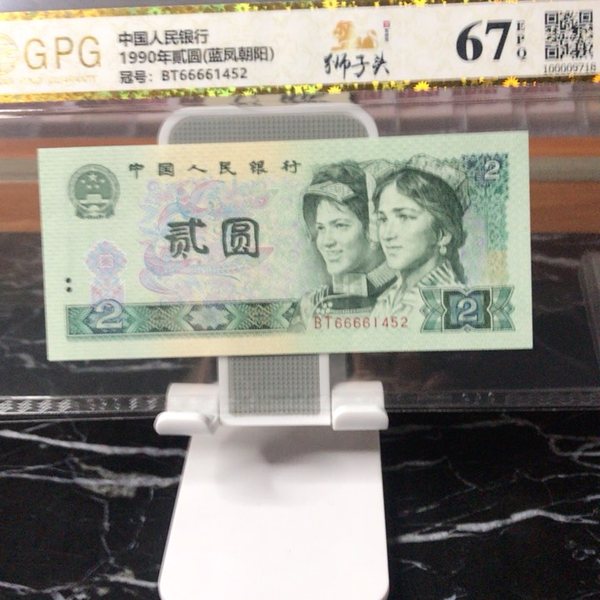 GPG
中国人民银行
1990年贰圆(蓝凤朝阳)
冠号: BT66661452
狮子头
67 EPQ
100009718
中国人民银行
2
贰圆
2
BT66661452
2